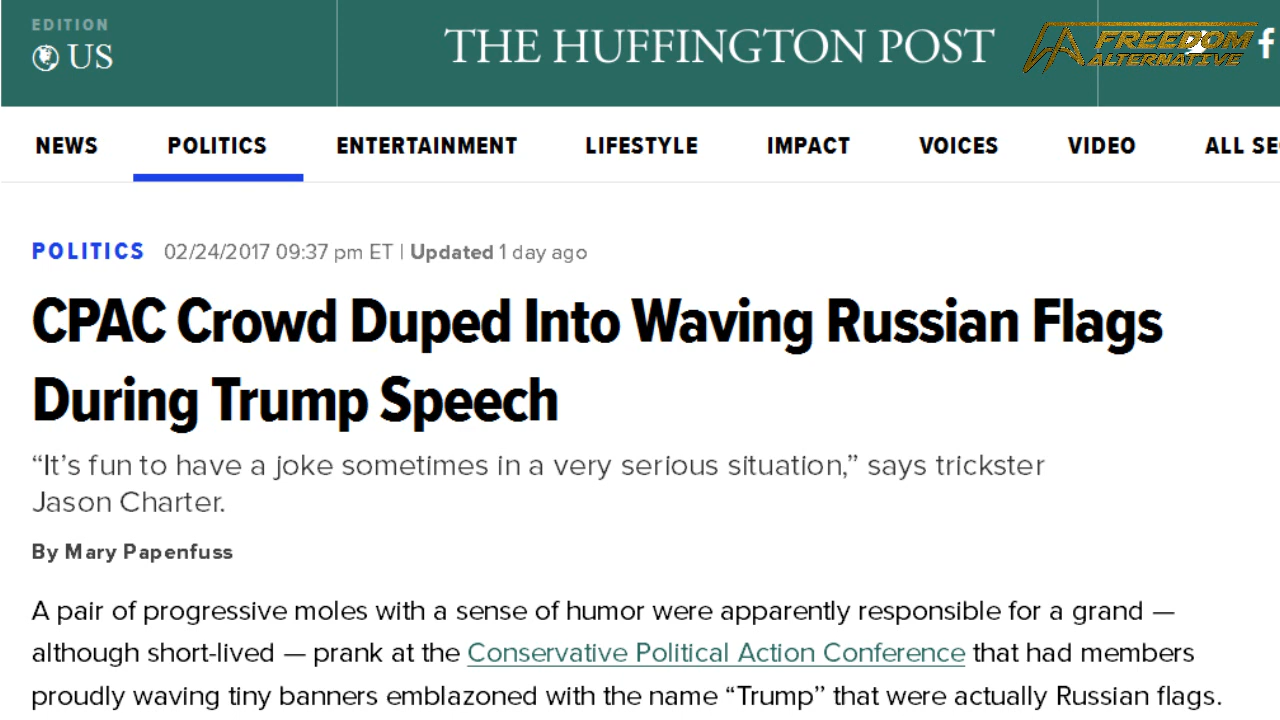 EDITION
US
THE HUFFINGTON POST
FREEDOM
ALTERNATIVE
f
NEWS POLITICS ENTERTAINMENT LIFESTYLE IMPACT VOICES VIDEO ALL SE
POLITICS 02/24/2017 09:37 pm ET | Updated 1 day ago
CPAC Crowd Duped Into Waving Russian Flags
During Trump Speech
“It’s fun to have a joke sometimes in a very serious situation,” says trickster
Jason Charter.
By Mary Papenfuss
A pair of progressive moles with a sense of humor were apparently responsible for a grand —
although short-lived — prank at the Conservative Political Action Conference that had members
proudly waving tiny banners emblazoned with the name “Trump” that were actually Russian flags.